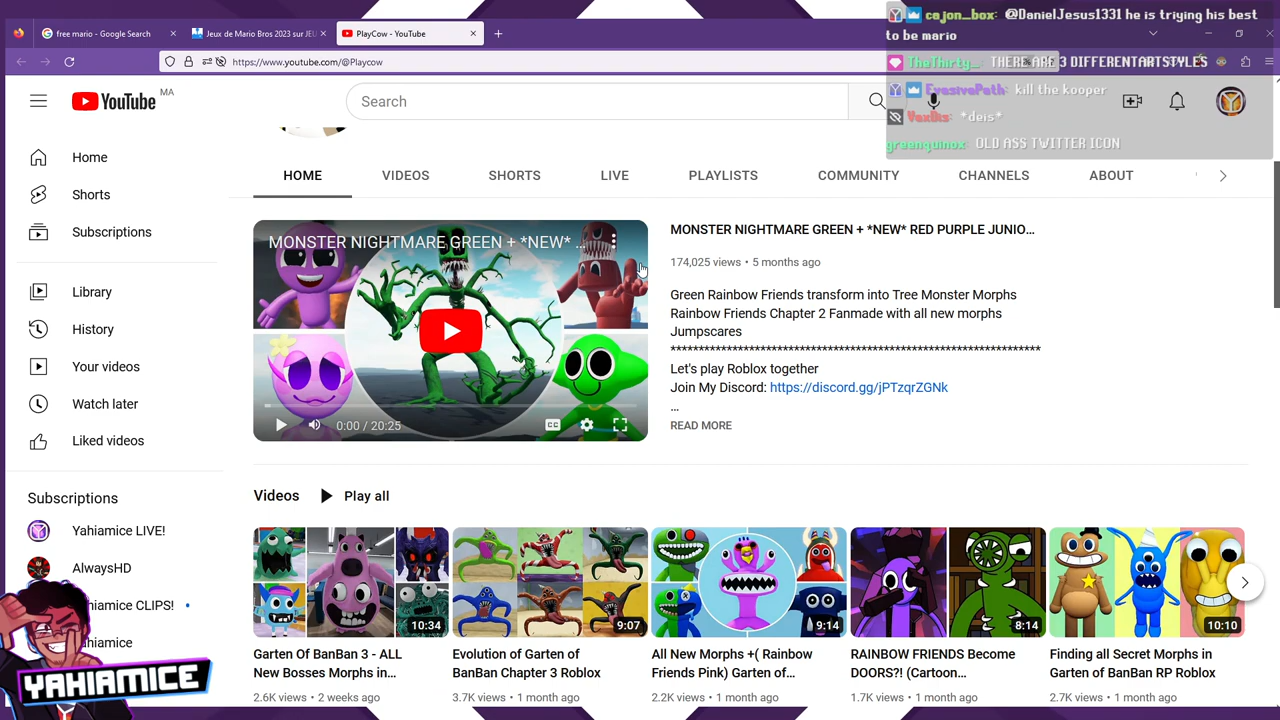 free mario - Google Search
Jeux de Mario Bros 2023 sur JEU
PlayCow - YouTube
https://www.youtube.com/@Playcow
cajon_box: @DanielJesus1331 he is triying his best
to be mario
TheThirty_: THERE ARE 3 DIFFERENT ARTSTYLES
EvasivePath: kill the kooper
VoxDis: *deis*
greenquinox: OLD ASS TWITTER ICON
YouTube MA
Search
Home
Shorts
Subscriptions
Library
History
Your videos
Watch later
Liked videos
Subscriptions
Yahiamice LIVE!
AlwaysHD
ahiamice CLIPS!
hiamice
YAHIAMICE
HOME
VIDEOS
SHORTS
LIVE
PLAYLISTS
COMMUNITY
CHANNELS
ABOUT
MONSTER NIGHTMARE GREEN + *NEW* ...
0:00 / 20:25
CC
MONSTER NIGHTMARE GREEN + *NEW* RED PURPLE JUNIO...
174,025 views • 5 months ago
Green Rainbow Friends transform into Tree Monster Morphs
Rainbow Friends Chapter 2 Fanmade with all new morphs
Jumpscares
******************************************************************
Let's play Roblox together
Join My Discord: https://discord.gg/jPTzqrZGNk
...
READ MORE
Videos
Play all
10:34
Garten Of BanBan 3 - ALL
New Bosses Morphs in...
2.6K views • 2 weeks ago
9:07
Evolution of Garten of
BanBan Chapter 3 Roblox
3.7K views • 1 month ago
9:14
All New Morphs +( Rainbow
Friends Pink) Garten of...
2.2K views • 1 month ago
8:14
RAINBOW FRIENDS Become
DOORS?! (Cartoon...
1.7K views • 1 month ago
10:10
Finding all Secret Morphs in
Garten of BanBan RP Roblox
2.7K views • 1 month ago